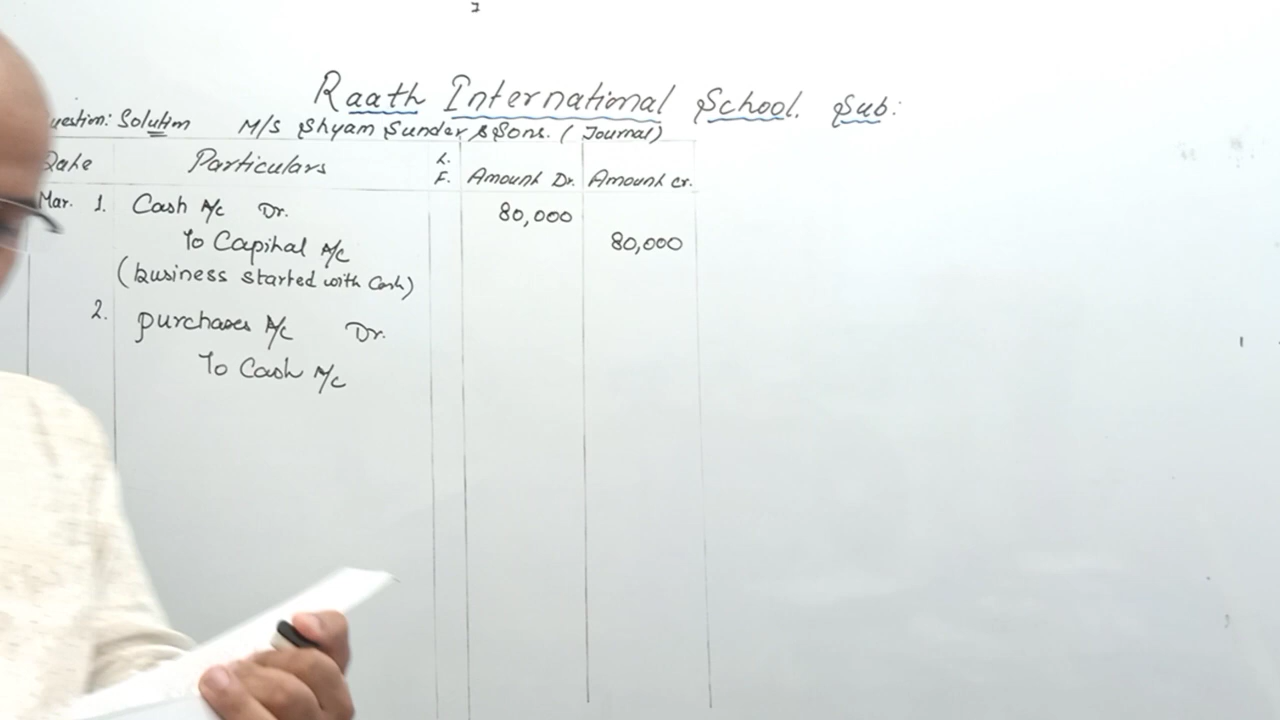 Raath International School. Sub:
uestion: Solution M/S Shyam Sunder & Sons. (Journal)
Date Particulars L. F. Amount Dr. Amount Cr.
Mar. 1. Cash A/c Dr. 80,000
To Capital A/c 80,000
(business started with Cash)
2. purchases A/c Dr.
To Cash A/c